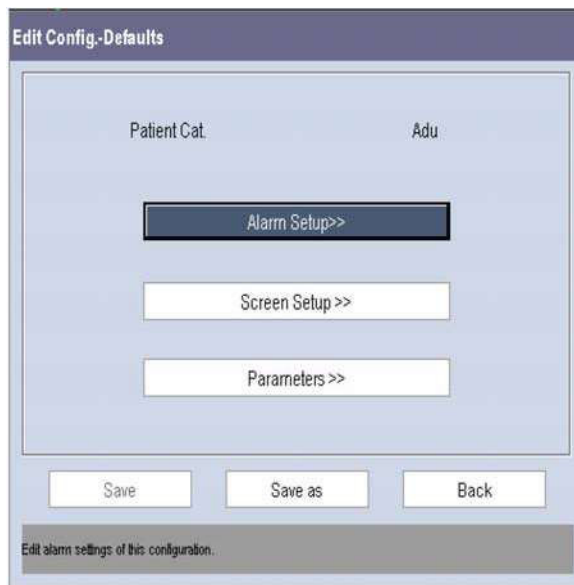 Edit Config.-Defaults
Patient Cat. Adu
Alarm Setup>>
Screen Setup >>
Parameters >>
Save Save as Back
Edit alarm settings of this configuration.